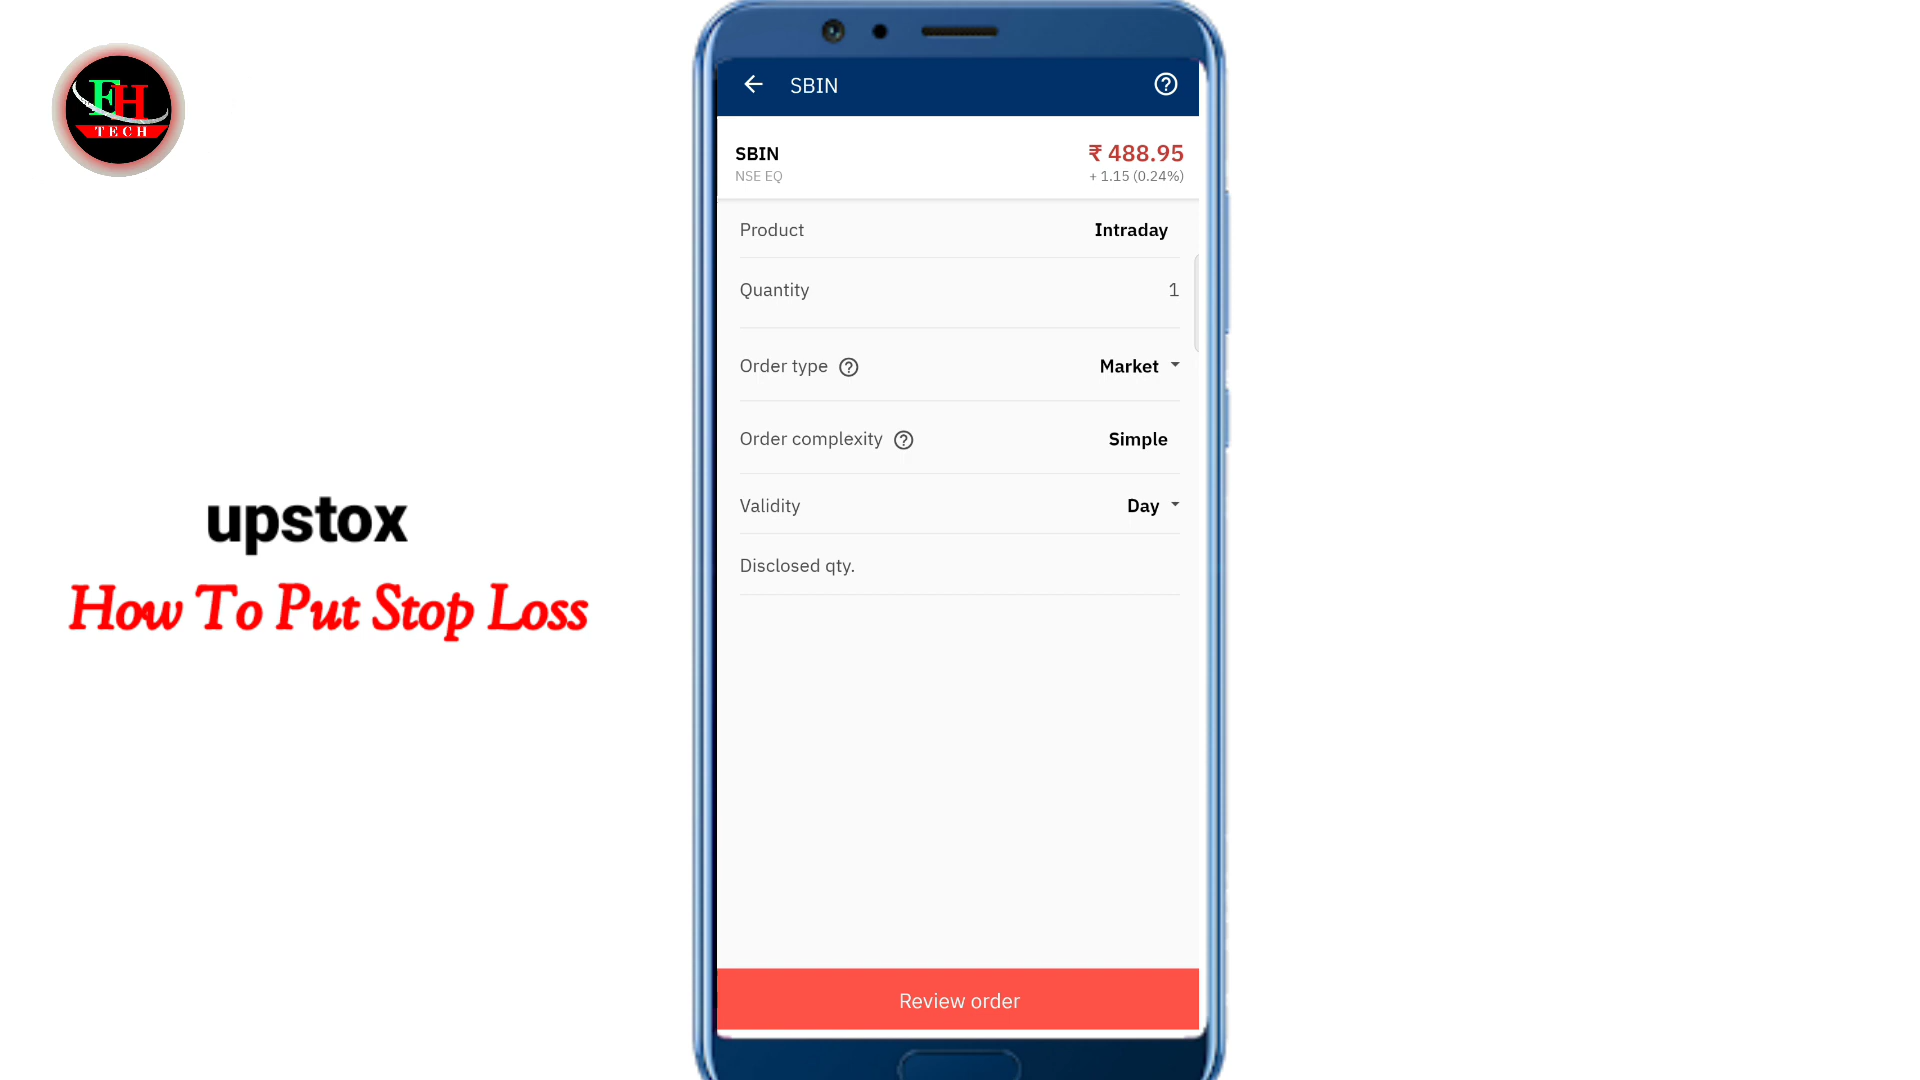 FH
TECH
upstox
How To Put Stop Loss
SBIN
SBIN
₹ 488.95
NSE EQ
+ 1.15 (0.24%)
Product Intraday
Quantity 1
Order type ? Market
Order complexity ? Simple
Validity Day
Disclosed qty.
Review order